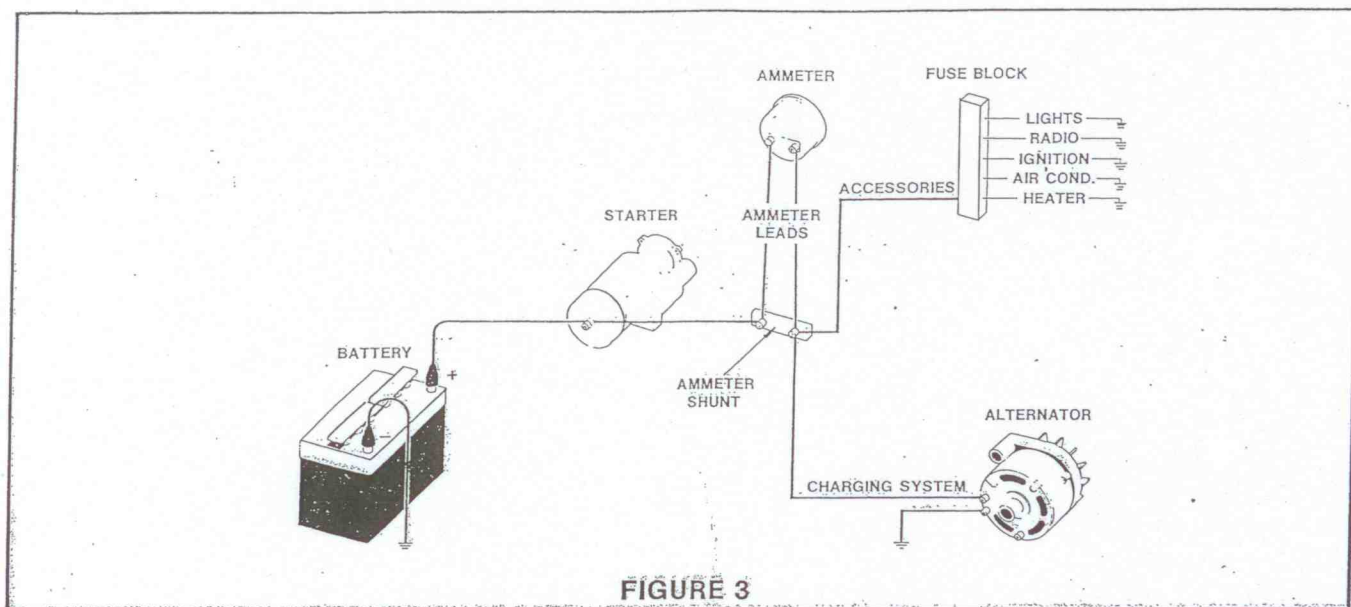 AMMETER
FUSE BLOCK
LIGHTS
RADIO
IGNITION
AIR COND.
HEATER
ACCESSORIES
STARTER
AMMETER
LEADS
BATTERY
+
-
AMMETER
SHUNT
ALTERNATOR
CHARGING SYSTEM
FIGURE 3